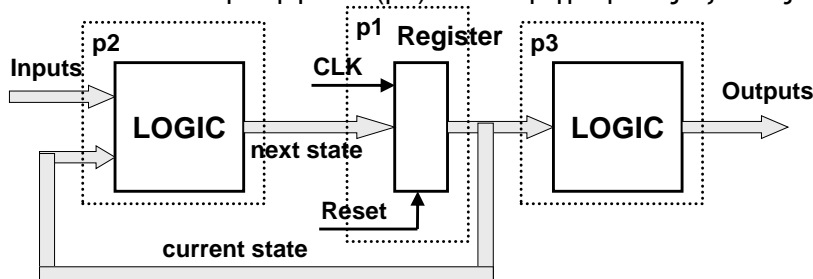 p1
p2
Register
p3
Inputs
CLK
Outputs
LOGIC
LOGIC
next state
Reset
current state